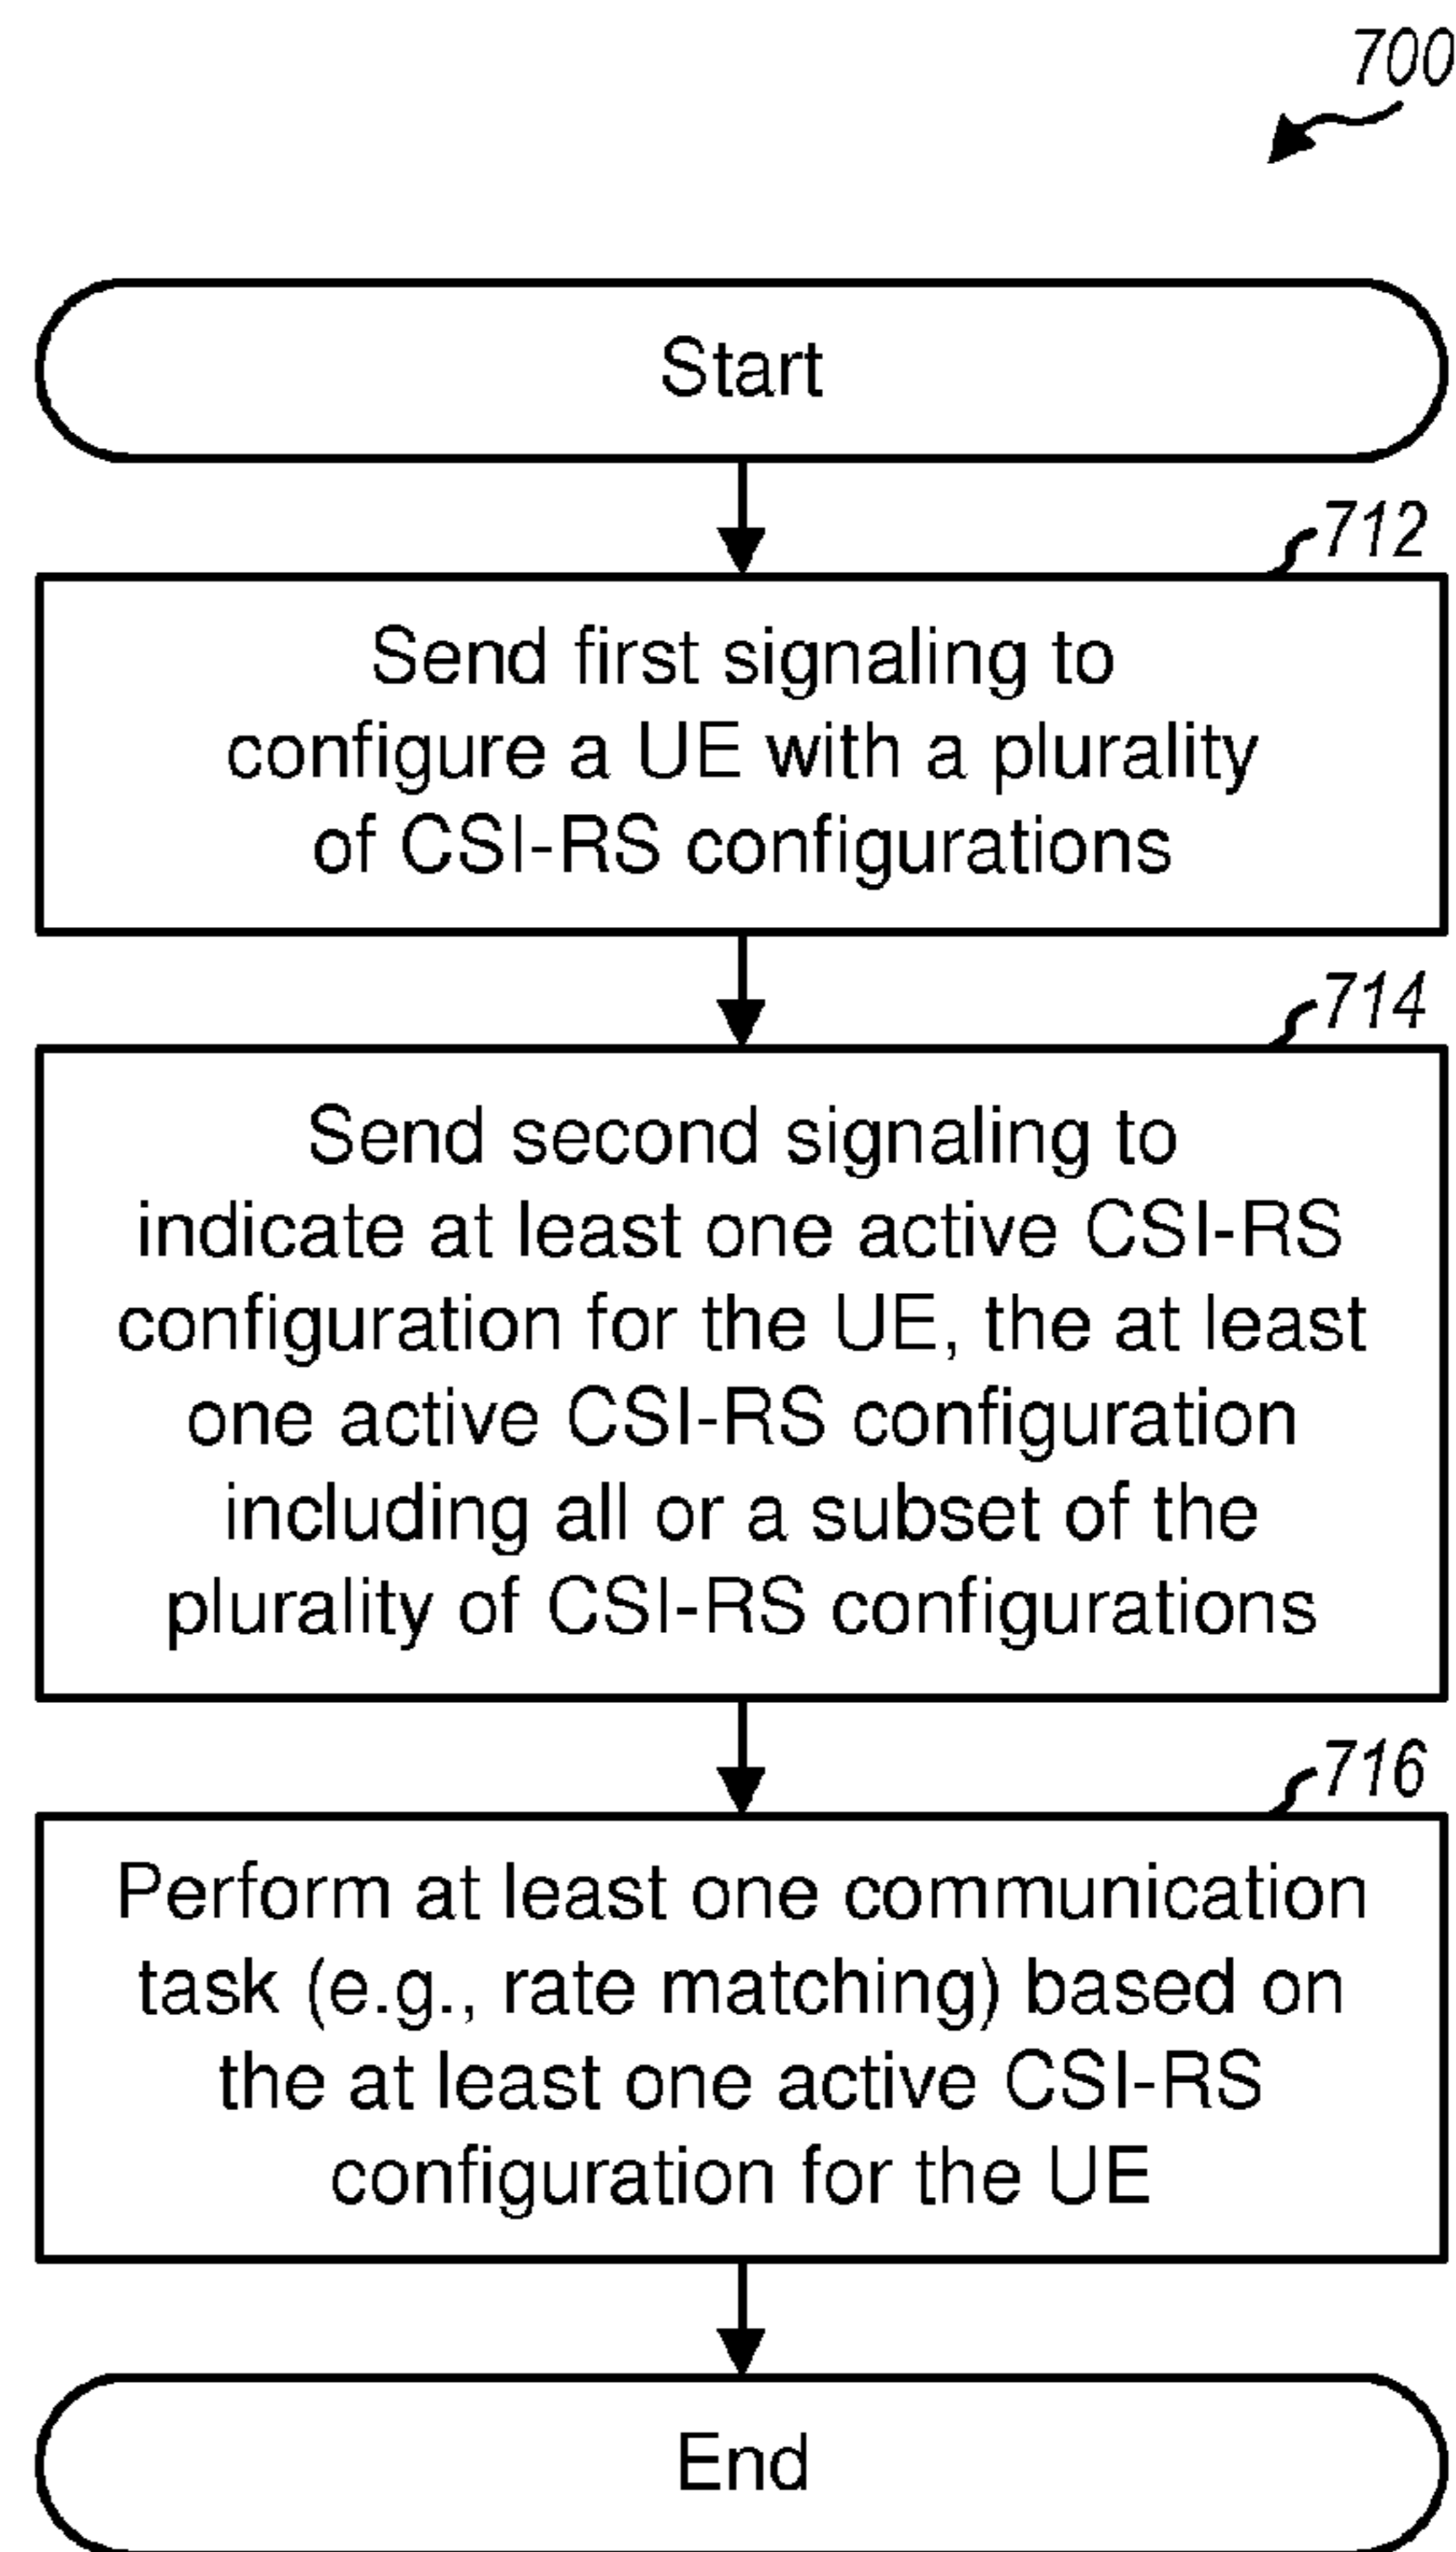 700
Start
712
Send first signaling to
configure a UE with a plurality
of CSI-RS configurations
714
Send second signaling to
indicate at least one active CSI-RS
configuration for the UE, the at least
one active CSI-RS configuration
including all or a subset of the
plurality of CSI-RS configurations
716
Perform at least one communication
task (e.g., rate matching) based on
the at least one active CSI-RS
configuration for the UE
End